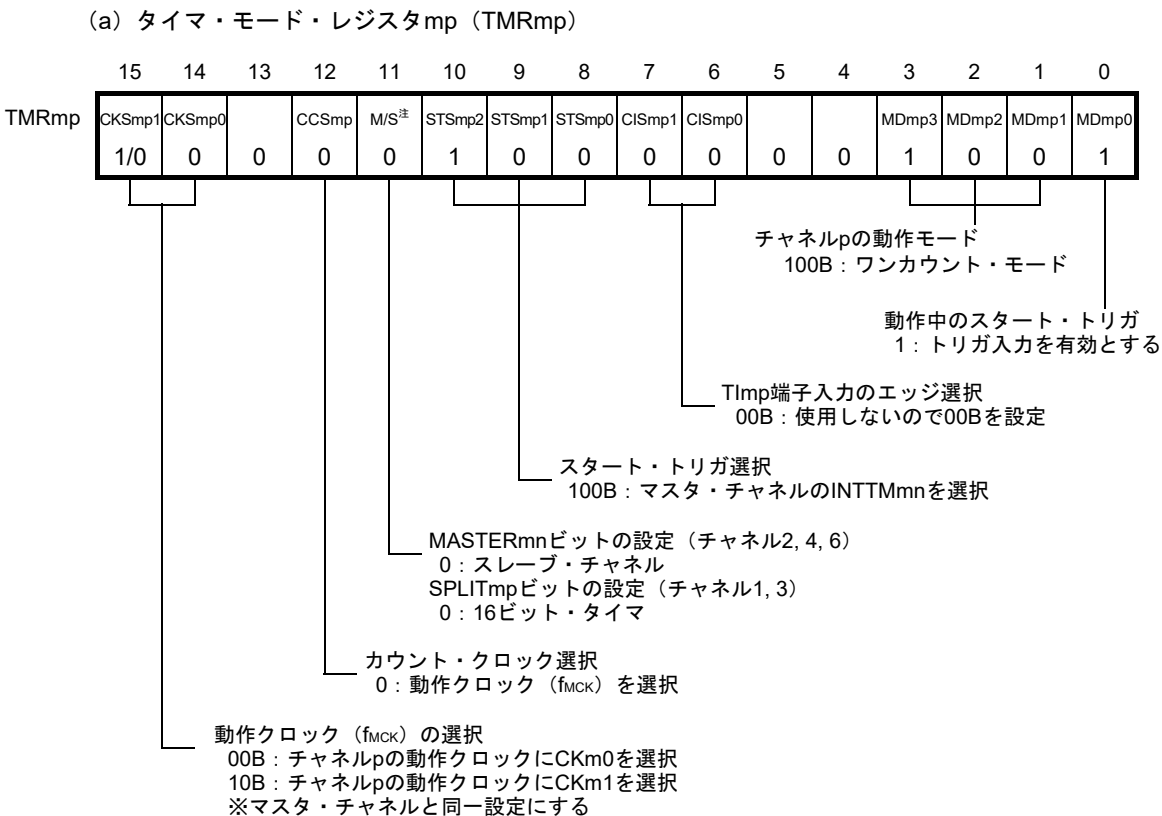 （a）タイマ・モード・レジスタmp（TMRmp）
15 14 13 12 11 10 9 8 7 6 5 4 3 2 1 0
TMRmp CKSmp1 CKSmp0 CCSmp M/S注 STSmp2 STSmp1 STSmp0 CISmp1 CISmp0 MDmp3 MDmp2 MDmp1 MDmp0
1/0 0 0 0 0 1 0 0 0 0 0 0 1 0 0 1
チャネルpの動作モード
100B：ワンカウント・モード
動作中のスタート・トリガ
1：トリガ入力を有効とする
TImp端子入力のエッジ選択
00B：使用しないので00Bを設定
スタート・トリガ選択
100B：マスタ・チャネルのINTTMmnを選択
MASTERmnビットの設定（チャネル2, 4, 6）
0：スレーブ・チャネル
SPLITmpビットの設定（チャネル1, 3）
0：16ビット・タイマ
カウント・クロック選択
0：動作クロック（fMCK）を選択
動作クロック（fMCK）の選択
00B：チャネルpの動作クロックにCKm0を選択
10B：チャネルpの動作クロックにCKm1を選択
※マスタ・チャネルと同一設定にする